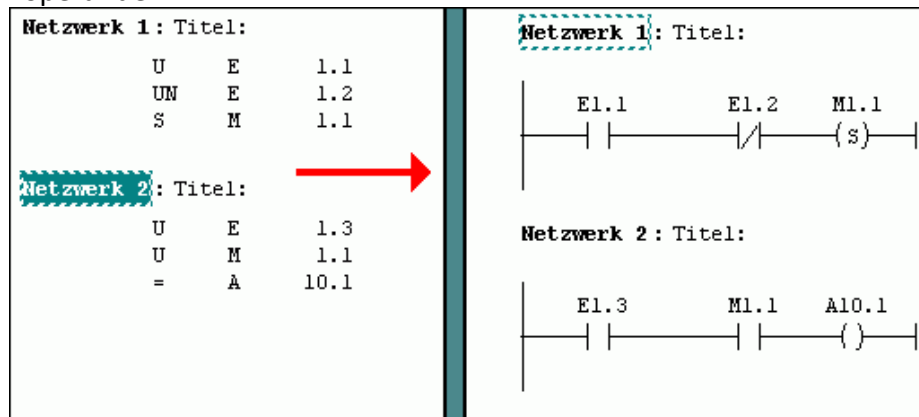 Netzwerk 1: Titel:
U E 1.1
UN E 1.2
S M 1.1
Netzwerk 2: Titel:
U E 1.3
U M 1.1
= A 10.1
Netzwerk 1: Titel:
E1.1 E1.2 M1.1
(S)
Netzwerk 2: Titel:
E1.3 M1.1 A10.1
( )